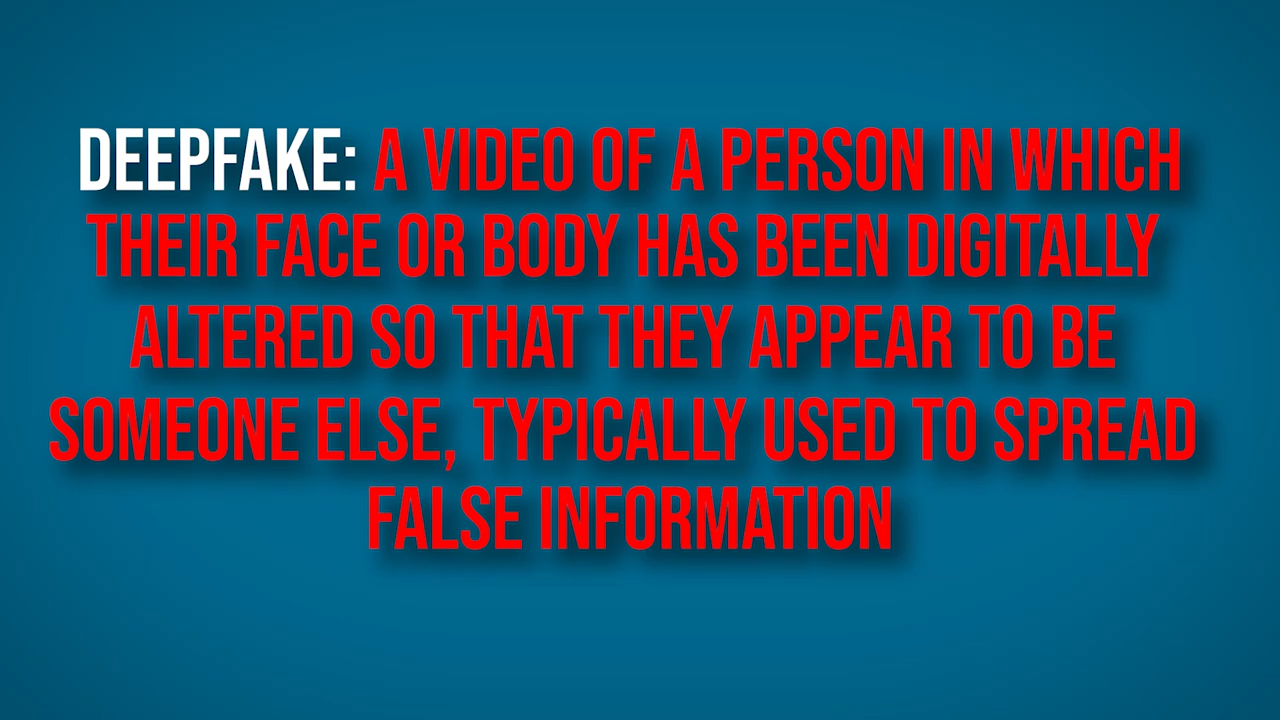 DEEPFAKE: A VIDEO OF A PERSON IN WHICH
THEIR FACE OR BODY HAS BEEN DIGITALLY
ALTERED SO THAT THEY APPEAR TO BE
SOMEONE ELSE, TYPICALLY USED TO SPREAD
FALSE INFORMATION